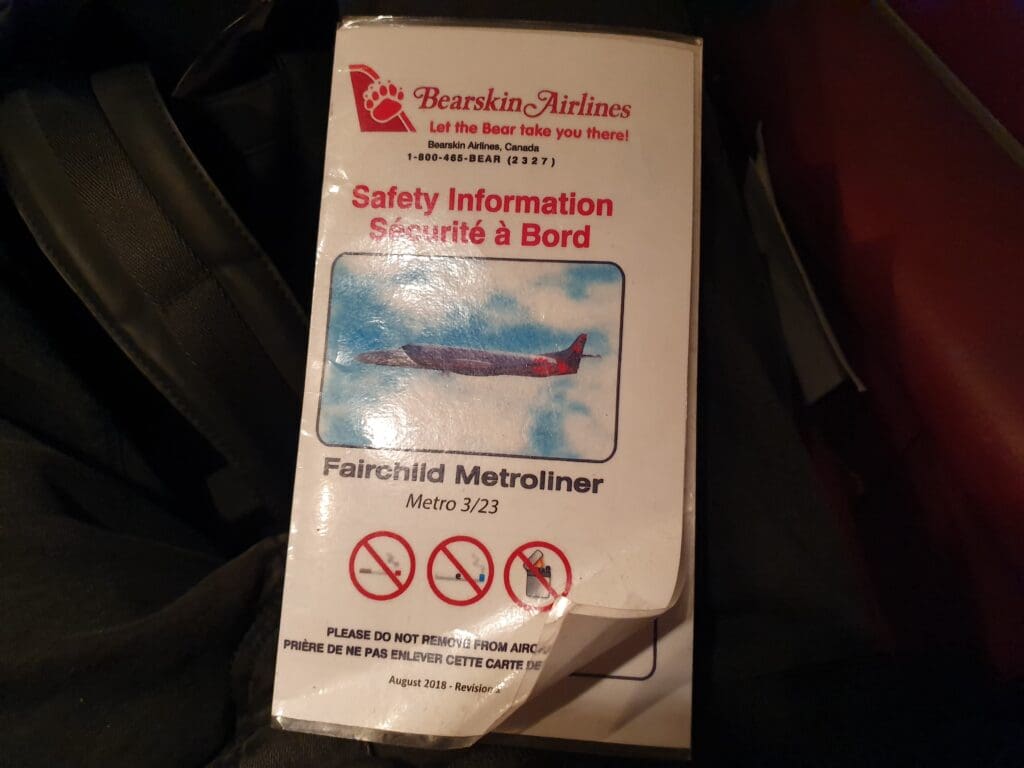 Bearskin Airlines
Let the Bear take you there!
Bearskin Airlines, Canada
1-800-465-BEAR (2327)
Safety Information
Sécurité à Bord
Fairchild Metroliner
Metro 3/23
PLEASE DO NOT REMOVE FROM
PRIÈRE DE NE PAS ENLEVER CETTE CARTE
August 2018 - Revision